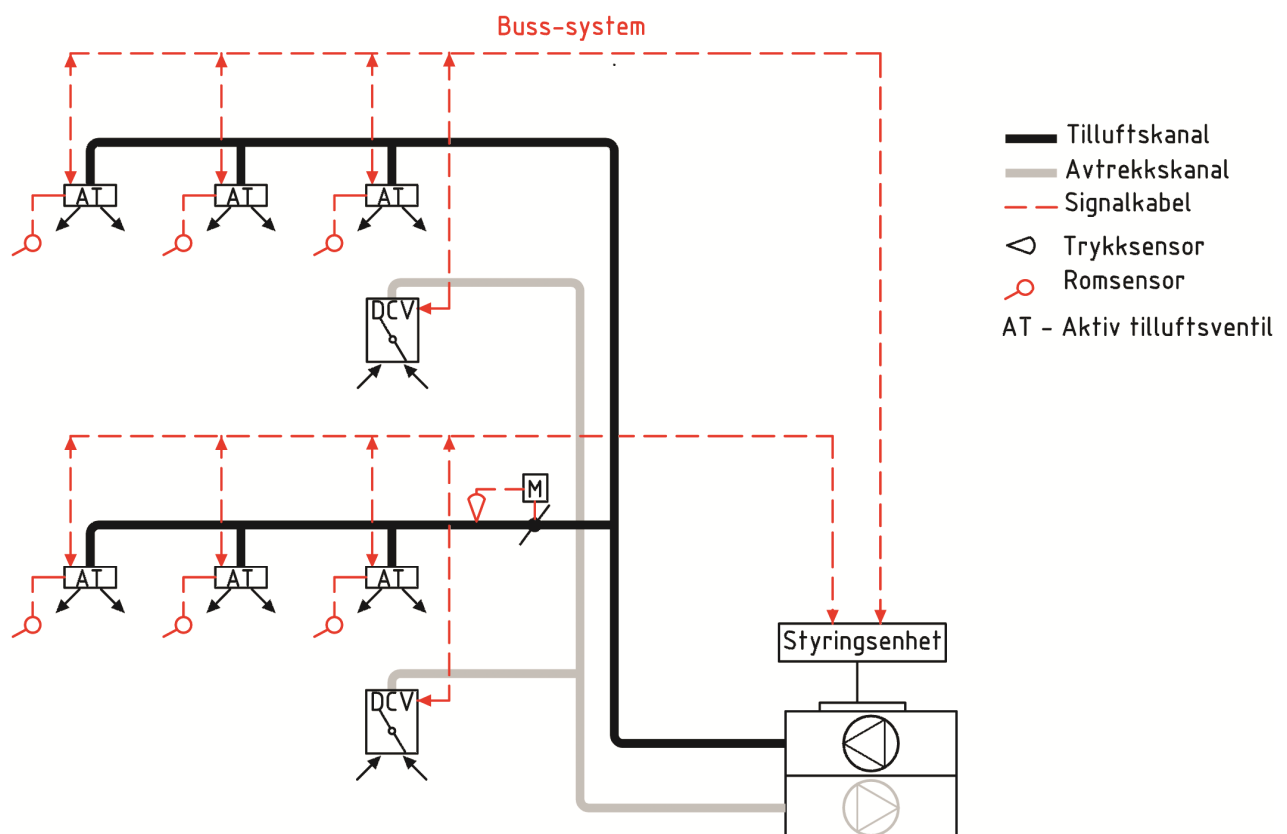 Buss-system
Tilluftskanal
Avtrekkskanal
Signalkabel
Trykksensor
Romsensor
AT - Aktiv tilluftsventil
AT
AT
AT
DCV
M
AT
AT
AT
Styringsenhet
DCV